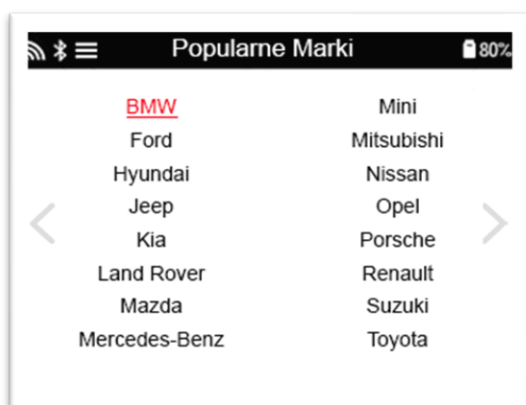 Popularne Marki
80%
BMW
Ford
Hyundai
Jeep
Kia
Land Rover
Mazda
Mercedes-Benz
Mini
Mitsubishi
Nissan
Opel
Porsche
Renault
Suzuki
Toyota